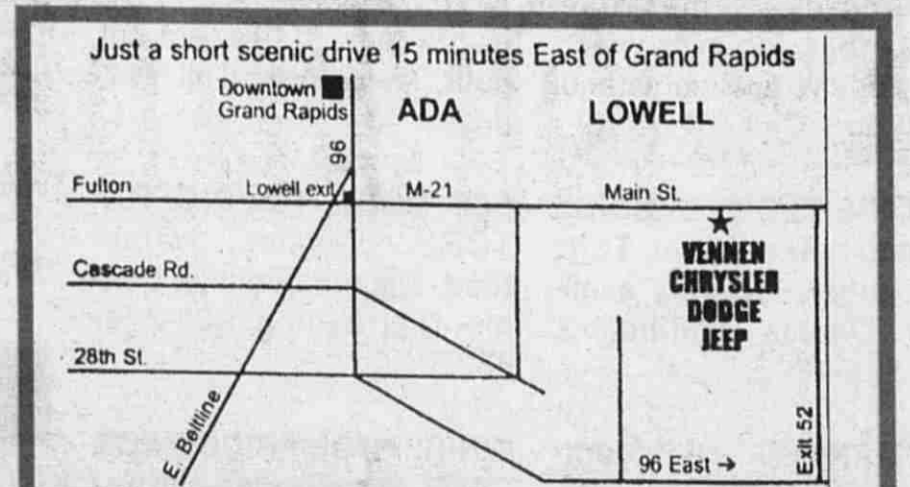 Just a short scenic drive 15 minutes East of Grand Rapids
Downtown
Grand Rapids
ADA
LOWELL
96
Fulton
Lowell exit
M-21
Main St.
VENNEN
CHRYSLER
DODGE
JEEP
Cascade Rd.
28th St.
E. Beltline
96 East →
Exit 52